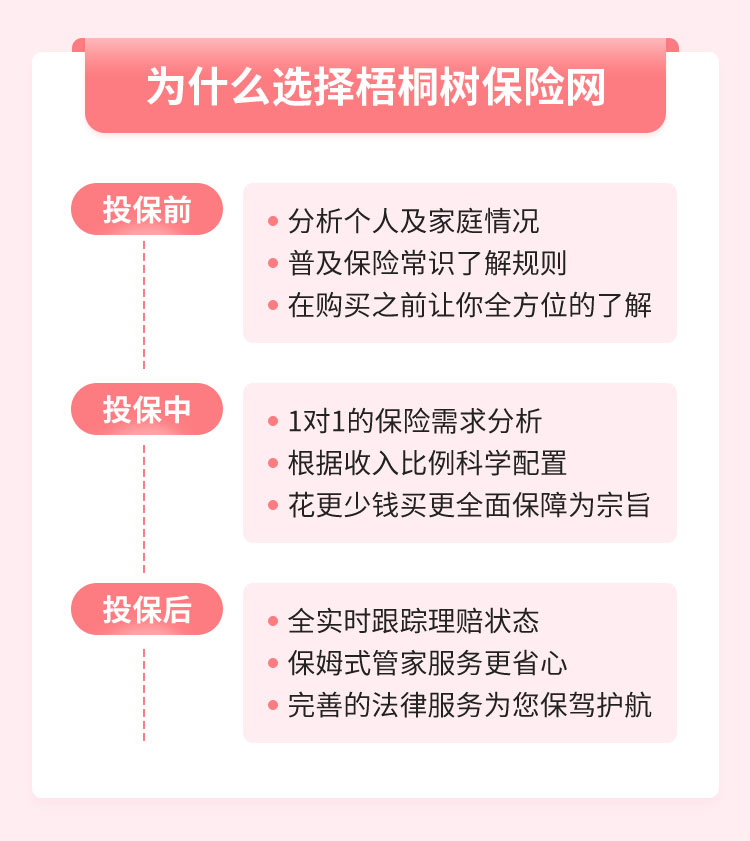 为什么选择梧桐树保险网
投保前
分析个人及家庭情况
普及保险常识了解规则
在购买之前让你全方位的了解
投保中
1对1的保险需求分析
根据收入比例科学配置
花更少钱买更全面保障为宗旨
投保后
全实时跟踪理赔状态
保姆式管家服务更省心
完善的法律服务为您保驾护航